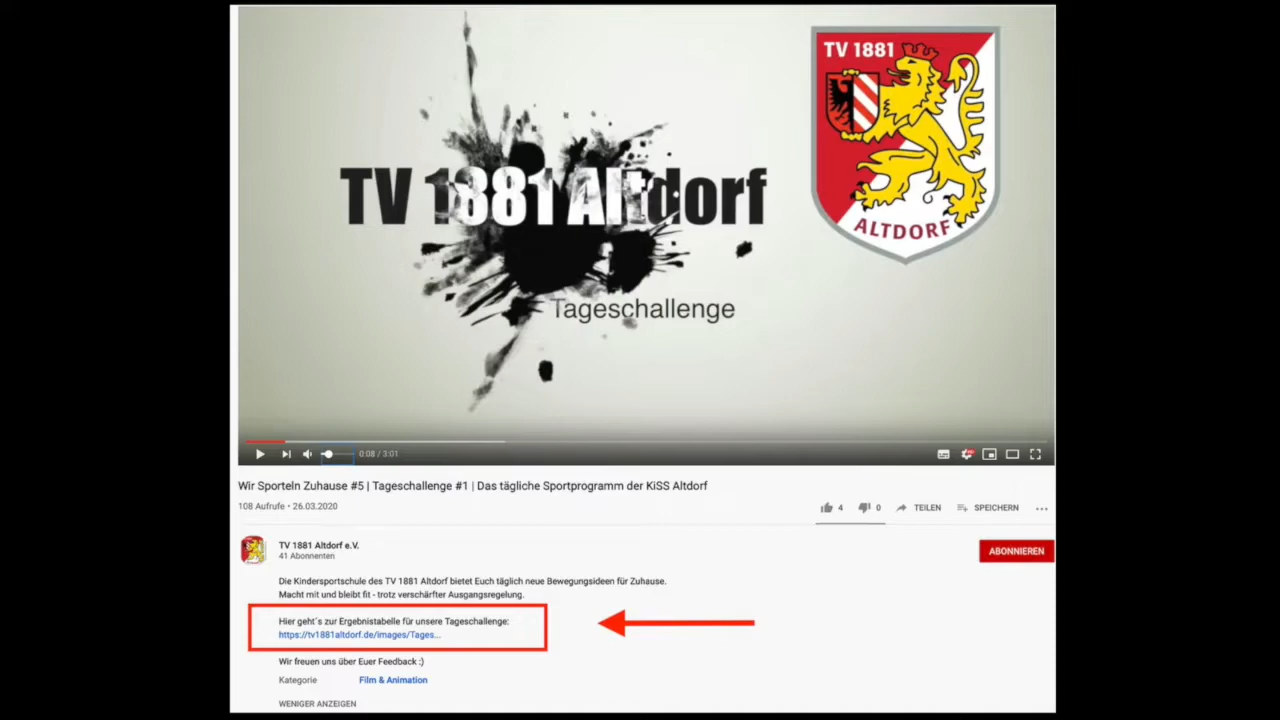 TV 1881
ALTDORF
TV 1881 Altdorf
Tageschallenge
0:08 / 3:01
Wir Sporteln Zuhause #5 | Tageschallenge #1 | Das tägliche Sportprogramm der KiSS Altdorf
108 Aufrufe • 26.03.2020
4 0 TEILEN SPEICHERN ...
TV 1881 Altdorf e.V.
41 Abonnenten
ABONNIEREN
Die Kindersportschule des TV 1881 Altdorf bietet Euch täglich neue Bewegungsideen für Zuhause.
Macht mit und bleibt fit - trotz verschärfter Ausgangsregelung.
Hier geht´s zur Ergebnistabelle für unsere Tageschallenge:
https://tv1881altdorf.de/images/Tages...
Wir freuen uns über Euer Feedback :)
Kategorie Film & Animation
WENIGER ANZEIGEN